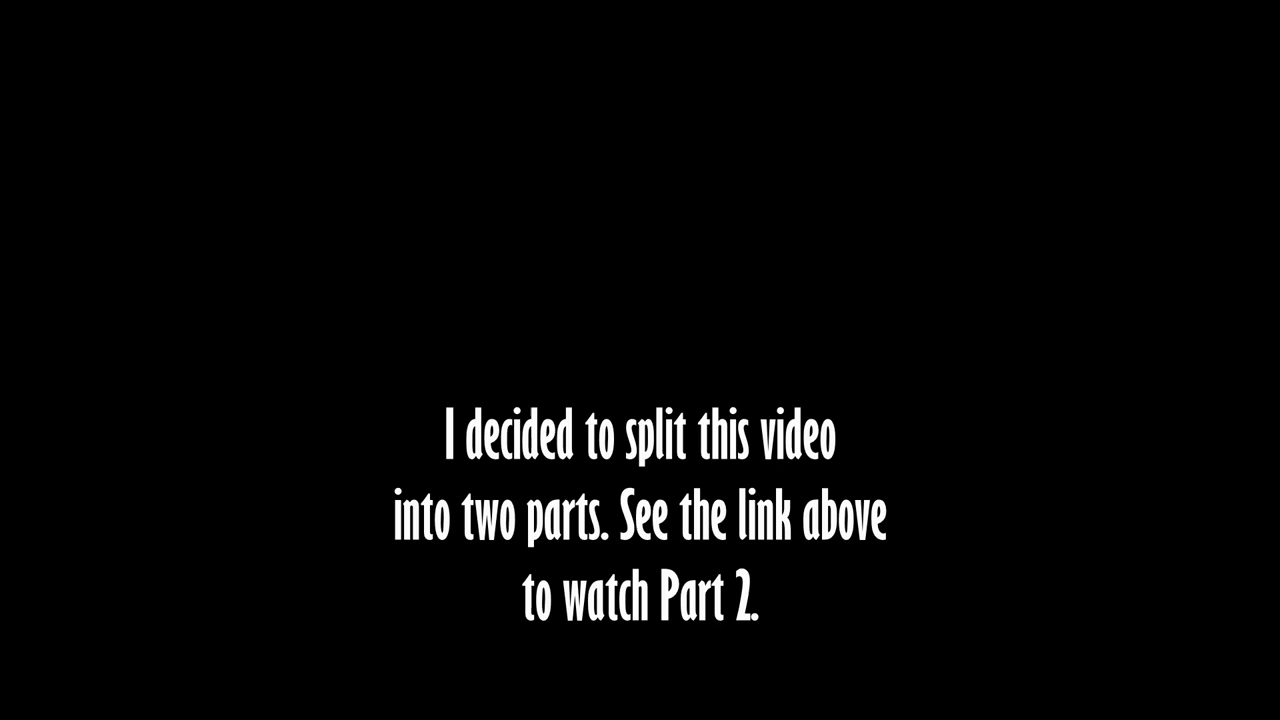 I decided to split this video
into two parts. See the link above
to watch Part 2.